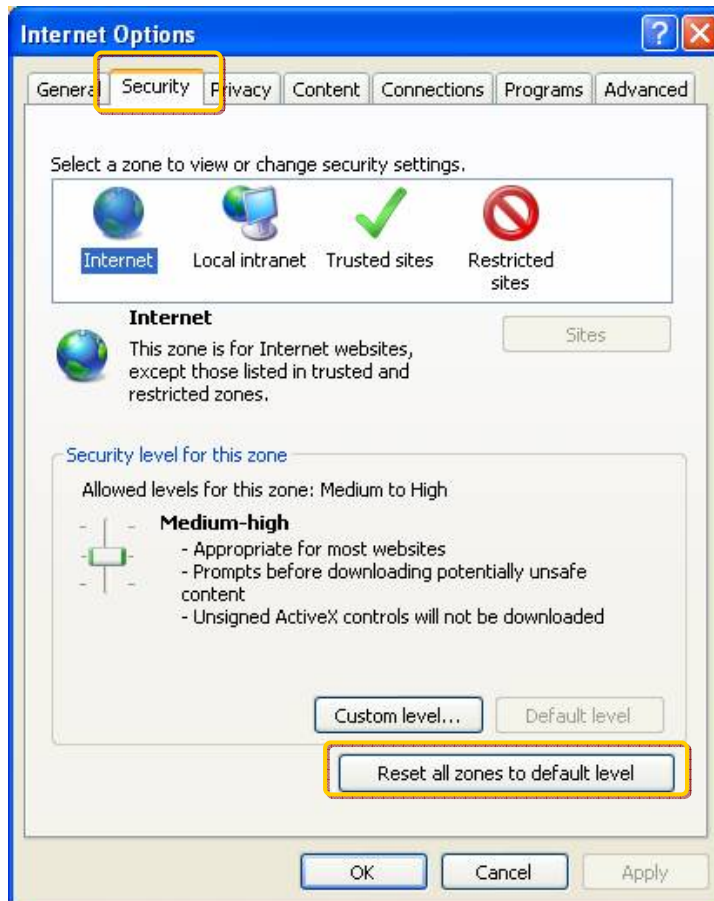 Internet Options
General Security Privacy Content Connections Programs Advanced
Select a zone to view or change security settings.
Internet Local intranet Trusted sites Restricted sites
Internet
Sites
This zone is for Internet websites,
except those listed in trusted and
restricted zones.
Security level for this zone
Allowed levels for this zone: Medium to High
Medium-high
- Appropriate for most websites
- Prompts before downloading potentially unsafe
content
- Unsigned ActiveX controls will not be downloaded
Custom level... Default level
Reset all zones to default level
OK Cancel Apply